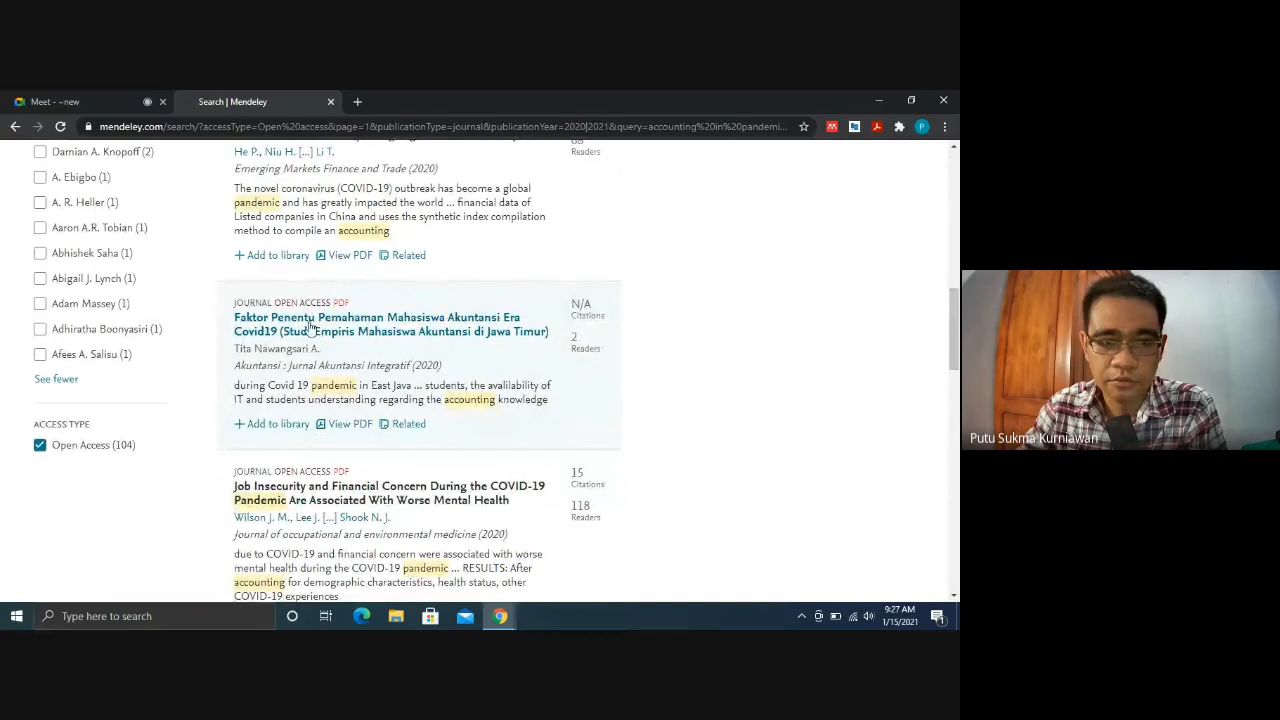 Meet - ~new
Search | Mendeley
mendeley.com/search/?accessType=Open%20access&page=1&publicationType=journal&publicationYear=2020|2021&query=accounting%20in%20pandemi...
Damian A. Knopoff (2)
A. Ebigbo (1)
A. R. Heller (1)
Aaron A.R. Tobian (1)
Abhishek Saha (1)
Abigail J. Lynch (1)
Adam Massey (1)
Adhiratha Boonyasiri (1)
Afees A. Salisu (1)
See fewer
ACCESS TYPE
Open Access (104)
He P., Niu H. [...] Li T.
Readers
Emerging Markets Finance and Trade (2020)
The novel coronavirus (COVID-19) outbreak has become a global
pandemic and has greatly impacted the world ... financial data of
Listed companies in China and uses the synthetic index compilation
method to compile an accounting
Add to library View PDF Related
JOURNAL OPEN ACCESS PDF
Faktor Penentu Pemahaman Mahasiswa Akuntansi Era
Covid19 (Studi Empiris Mahasiswa Akuntansi di Jawa Timur)
Tita Nawangsari A.
Akuntansi : Jurnal Akuntansi Integratif (2020)
during Covid 19 pandemic in East Java ... students, the availability of
IT and students understanding regarding the accounting knowledge
Add to library View PDF Related
N/A
Citations
2
Readers
JOURNAL OPEN ACCESS PDF
Job Insecurity and Financial Concern During the COVID-19
Pandemic Are Associated With Worse Mental Health
Wilson J. M., Lee J. [...] Shook N. J.
Journal of occupational and environmental medicine (2020)
due to COVID-19 and financial concern were associated with worse
mental health during the COVID-19 pandemic ... RESULTS: After
accounting for demographic characteristics, health status, other
COVID-19 experiences
15
Citations
118
Readers
Type here to search
9:27 AM
1/15/2021
Putu Sukma Kurniawan